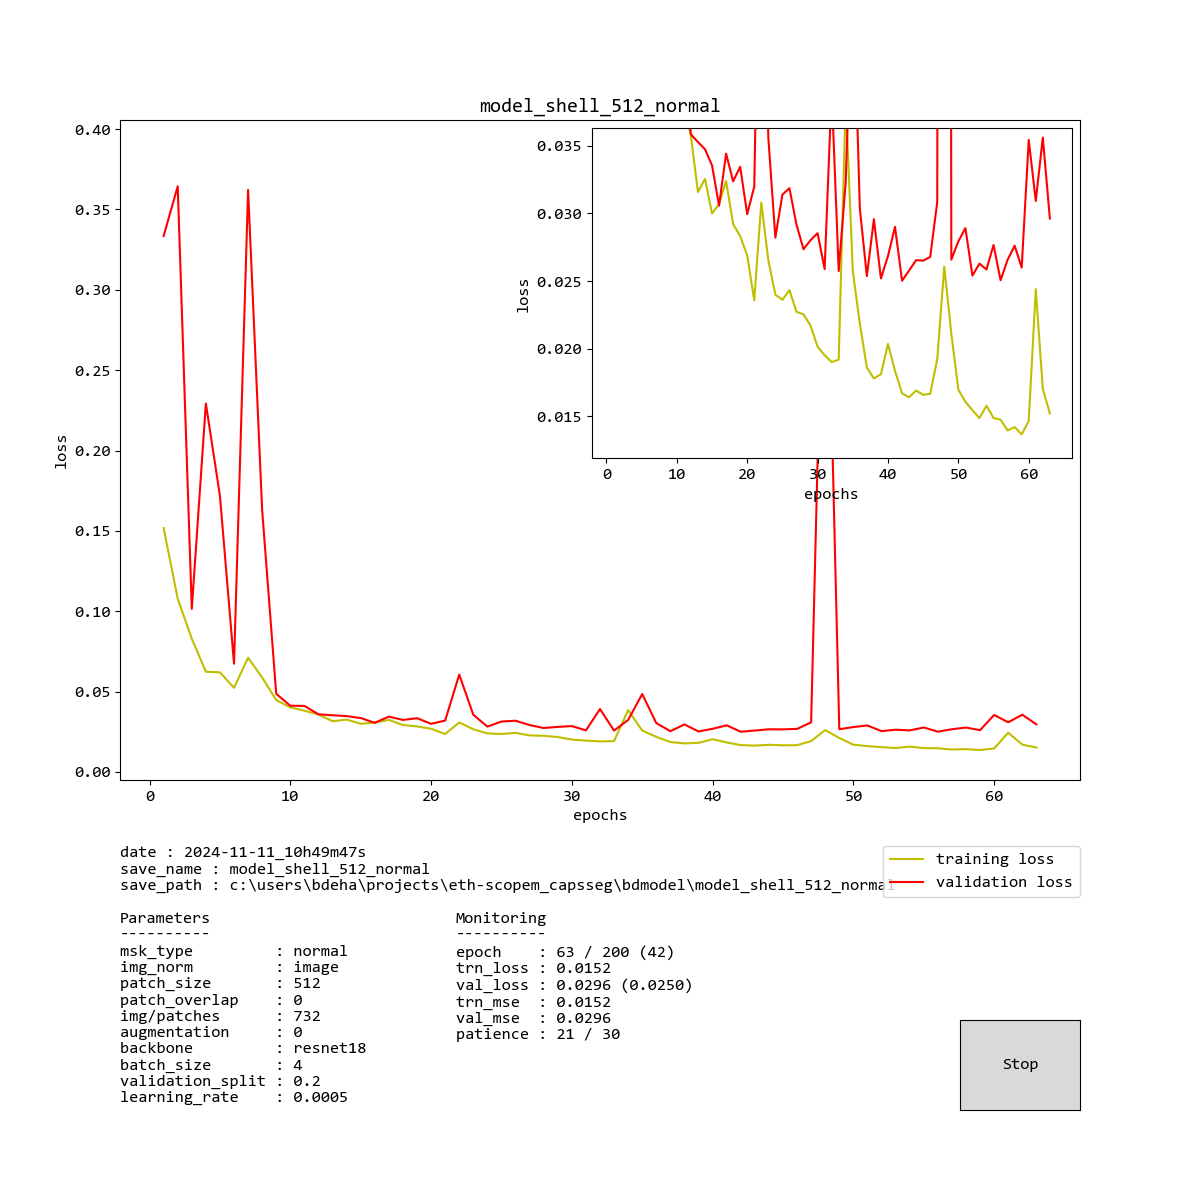 model_shell_512_normal
0.40
0.35
0.30
0.25
0.20
0.15
0.10
0.05
0.00
loss
0 10 20 30 40 50 60
epochs
0.035
0.030
0.025
0.020
0.015
loss
0 10 20 30 40 50 60
epochs
date : 2024-11-11_10h49m47s
save_name : model_shell_512_normal
save_path : c:\users\bdeha\projects\eth-scopem_capsseg\bdmodel\model_shell_512_normal
training loss
validation loss
Parameters
----------
msk_type : normal
img_norm : image
patch_size : 512
patch_overlap : 0
img/patches : 732
augmentation : 0
backbone : resnet18
batch_size : 4
validation_split : 0.2
learning_rate : 0.0005
Monitoring
----------
epoch : 63 / 200 (42)
trn_loss : 0.0152
val_loss : 0.0296 (0.0250)
trn_mse : 0.0152
val_mse : 0.0296
patience : 21 / 30
Stop